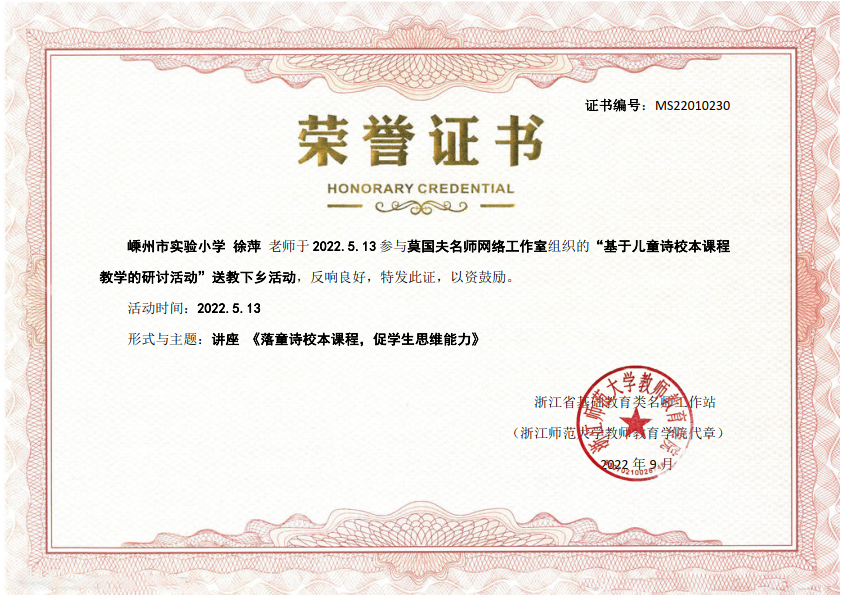 证书编号：MS22010230
荣誉证书
HONORARY CREDENTIAL
嵊州市实验小学 徐萍 老师于 2022.5.13 参与莫国夫名师网络工作室组织的“基于儿童诗校本课程
教学的研讨活动”送教下乡活动，反响良好，特发此证，以资鼓励。
活动时间：2022.5.13
形式与主题：讲座 《落童诗校本课程，促学生思维能力》
浙江省基础教育类名师工作站
（浙江师范大学教师教育学院代章）
2022 年 9 月
浙江师范大学教师教育学院